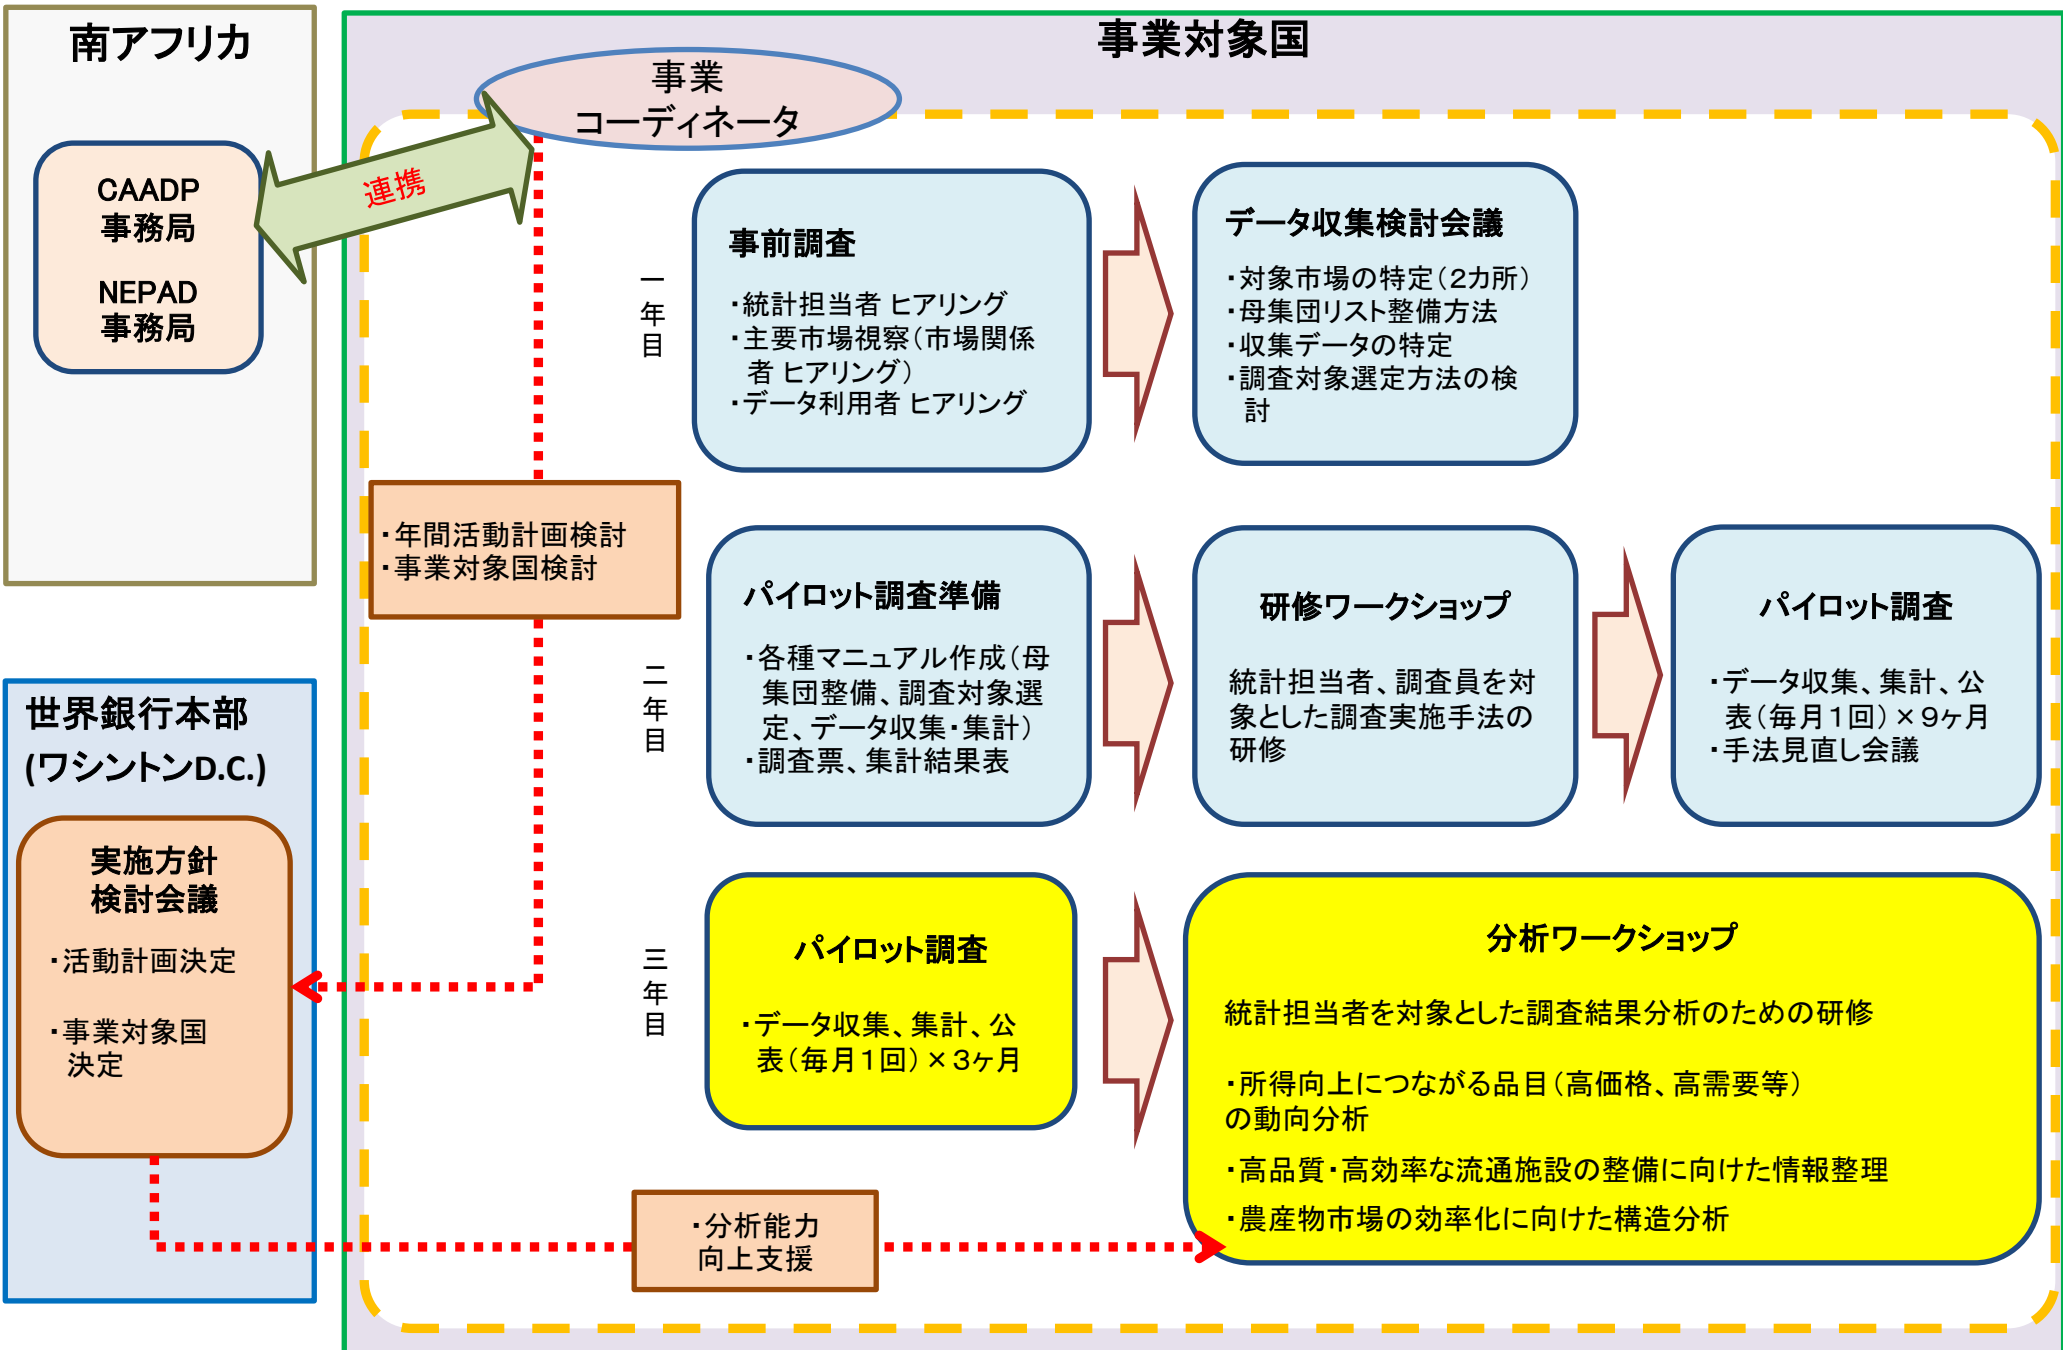 南アフリカ
CAADP
事務局
NEPAD
事務局
事業対象国
事業
コーディネータ
連携
一年目
事前調査
・統計担当者 ヒアリング
・主要市場視察（市場関係
者 ヒアリング）
・データ利用者 ヒアリング
データ収集検討会議
・対象市場の特定（2カ所）
・母集団リスト整備方法
・収集データの特定
・調査対象選定方法の検
討
・年間活動計画検討
・事業対象国検討
二年目
パイロット調査準備
・各種マニュアル作成（母
集団整備、調査対象選
定、データ収集・集計）
・調査票、集計結果表
研修ワークショップ
統計担当者、調査員を対
象とした調査実施手法の
研修
パイロット調査
・データ収集、集計、公
表（毎月１回）×９ヶ月
・手法見直し会議
世界銀行本部
(ワシントンD.C.)
実施方針
検討会議
・活動計画決定
・事業対象国
決定
三年目
パイロット調査
・データ収集、集計、公
表（毎月１回）×３ヶ月
分析ワークショップ
統計担当者を対象とした調査結果分析のための研修
・所得向上につながる品目（高価格、高需要等）
の動向分析
・高品質・高効率な流通施設の整備に向けた情報整理
・農産物市場の効率化に向けた構造分析
・分析能力
向上支援